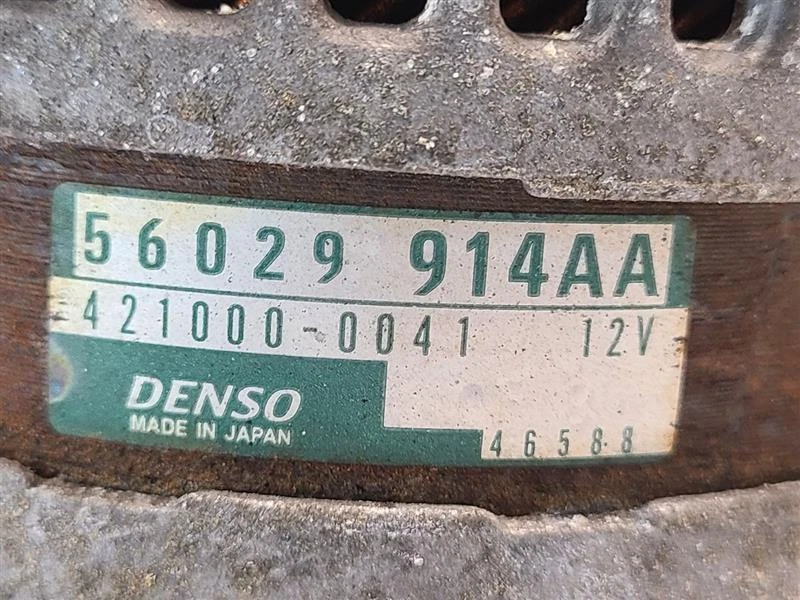 56029 914AA
421000-0041 12V
DENSO
MADE IN JAPAN
46588